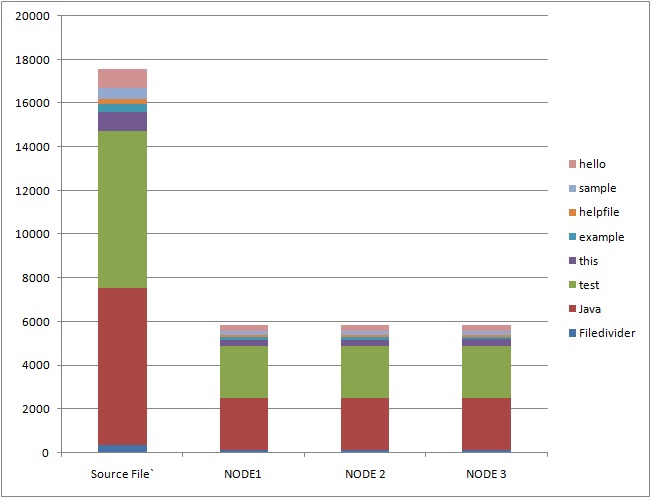 20000
18000
16000
14000
12000
10000
8000
6000
4000
2000
0
Source File`
NODE1
NODE 2
NODE 3
hello
sample
helpfile
example
this
test
Java
Filedivider